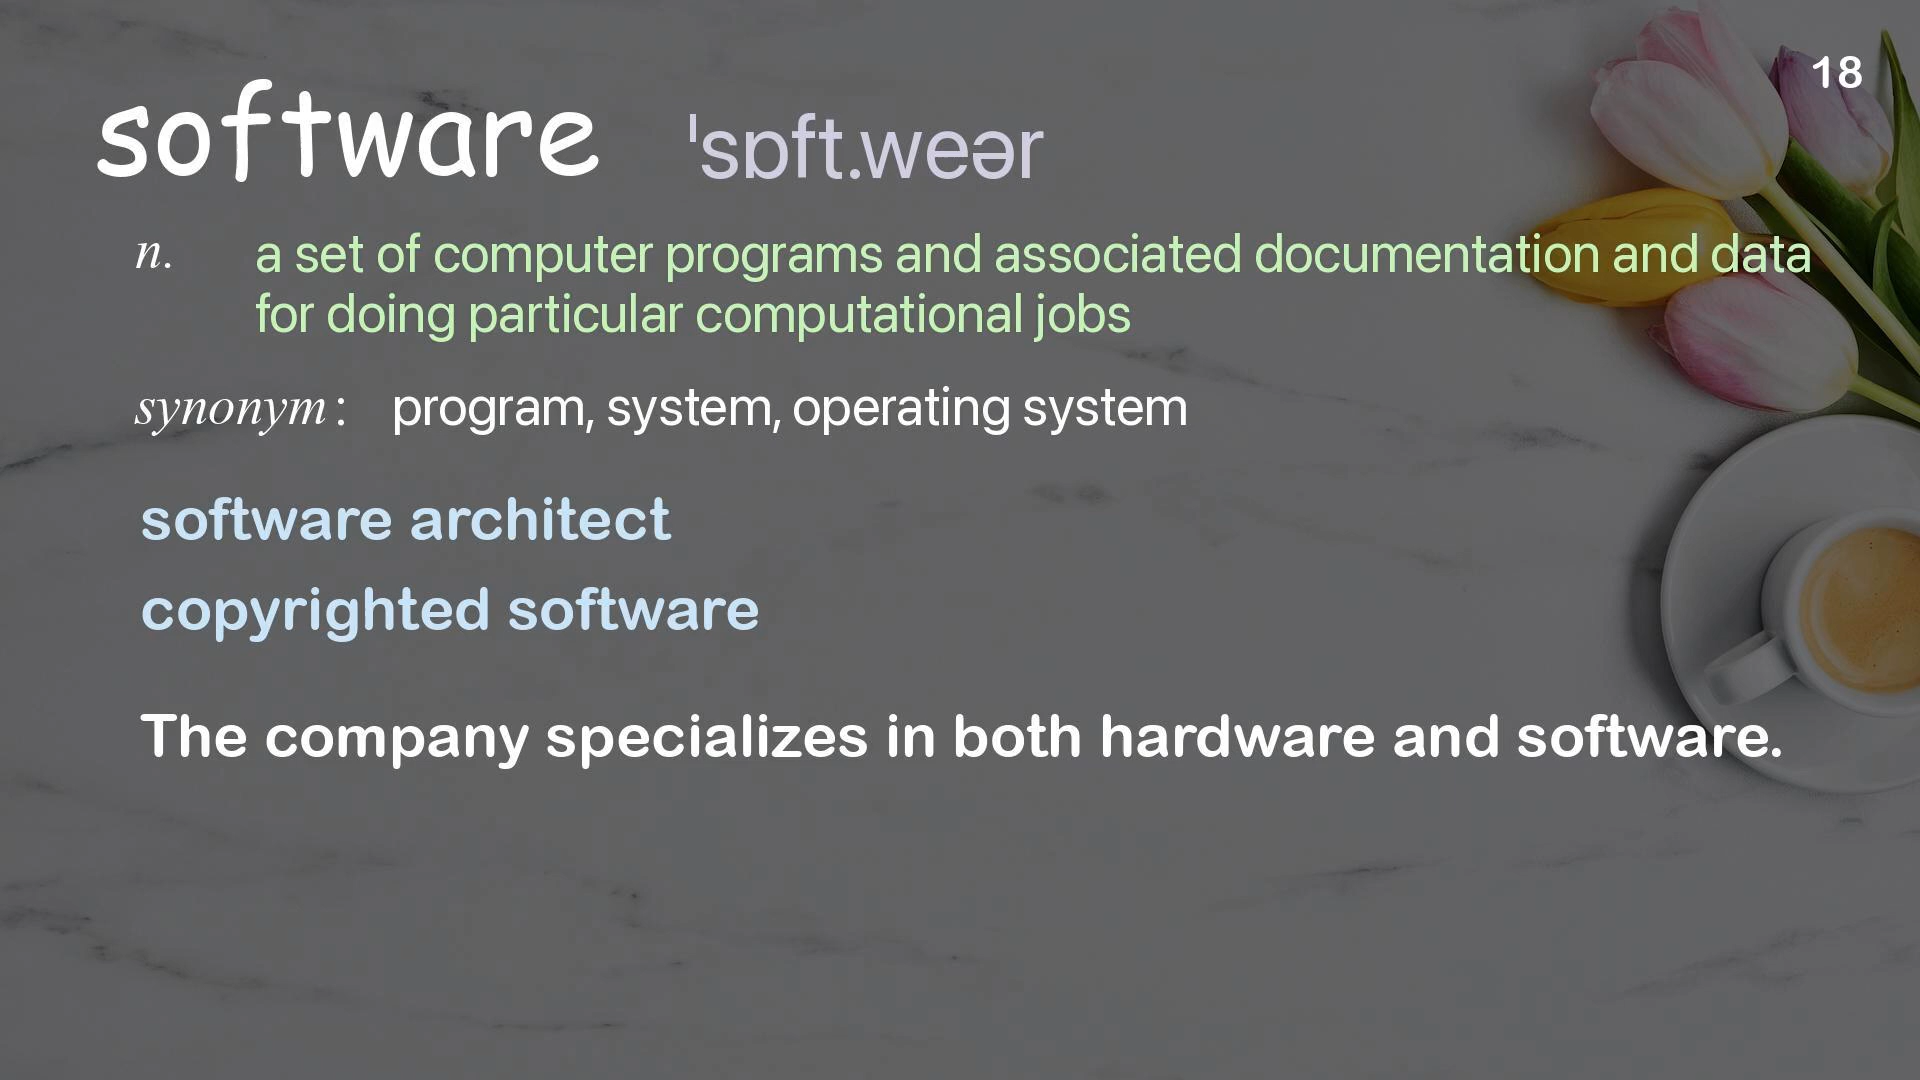 18
software ˈsɒft.weər
n. a set of computer programs and associated documentation and data
for doing particular computational jobs
synonym : program, system, operating system
software architect
copyrighted software
The company specializes in both hardware and software.